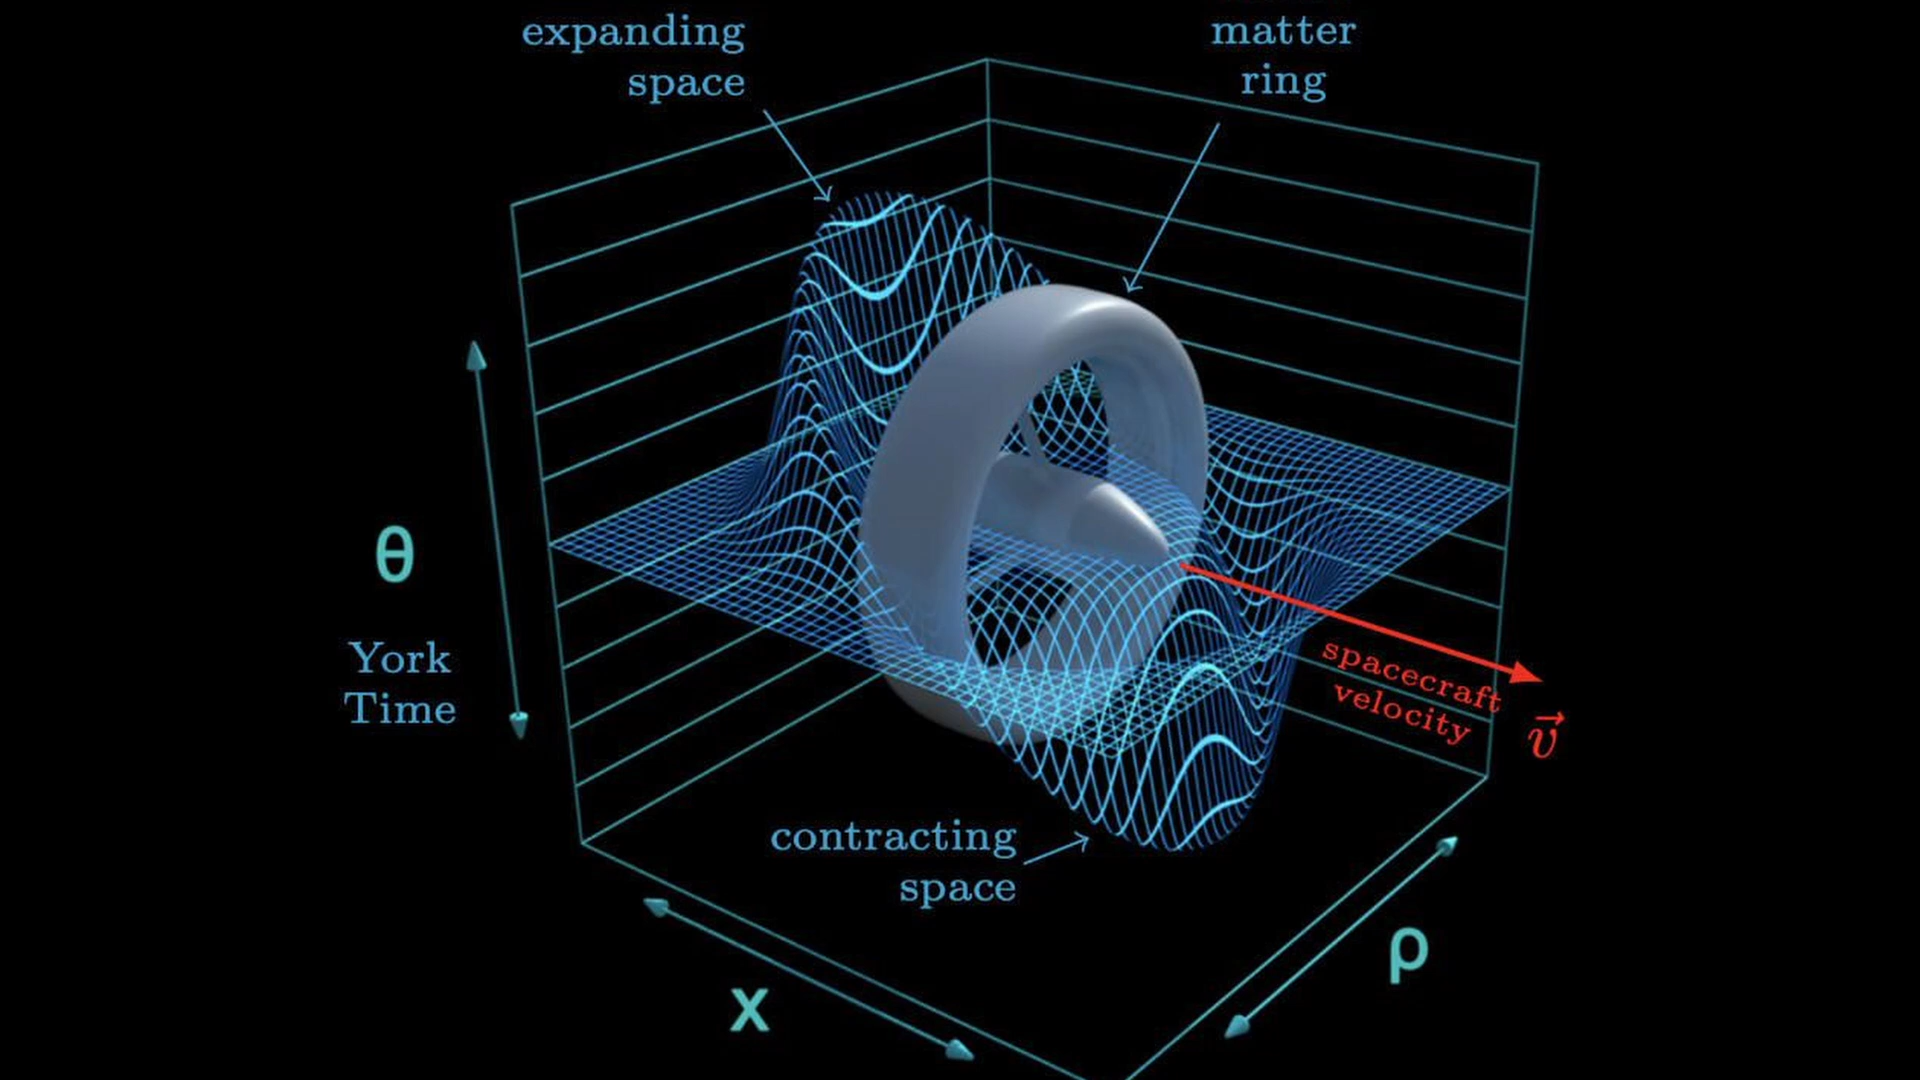 expanding
space
matter
ring
θ
York
Time
spacecraft
velocity
v⃗
contracting
space
x
ρ